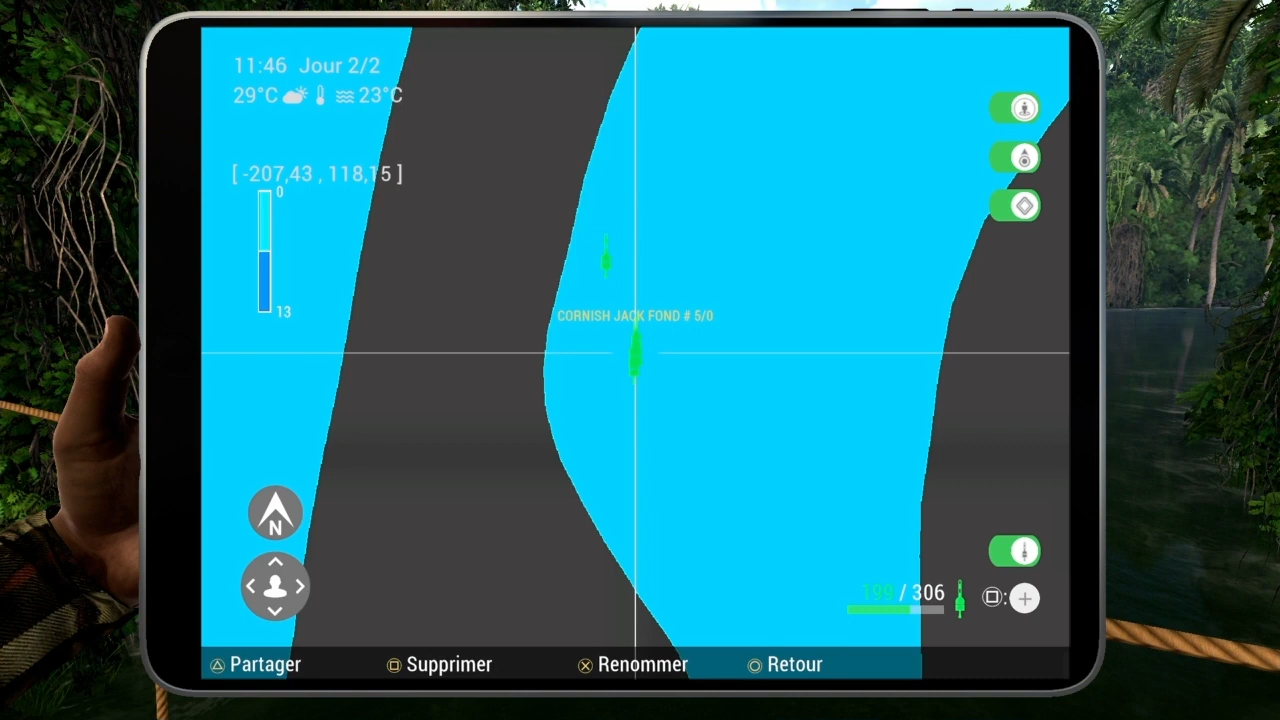 11:46 Jour 2/2
29°C 23°C
[ -207,43 , 118,15 ]
0
13
CORNISH JACK FOND # 5/0
N
199 / 306
:
Partager Supprimer Renommer Retour